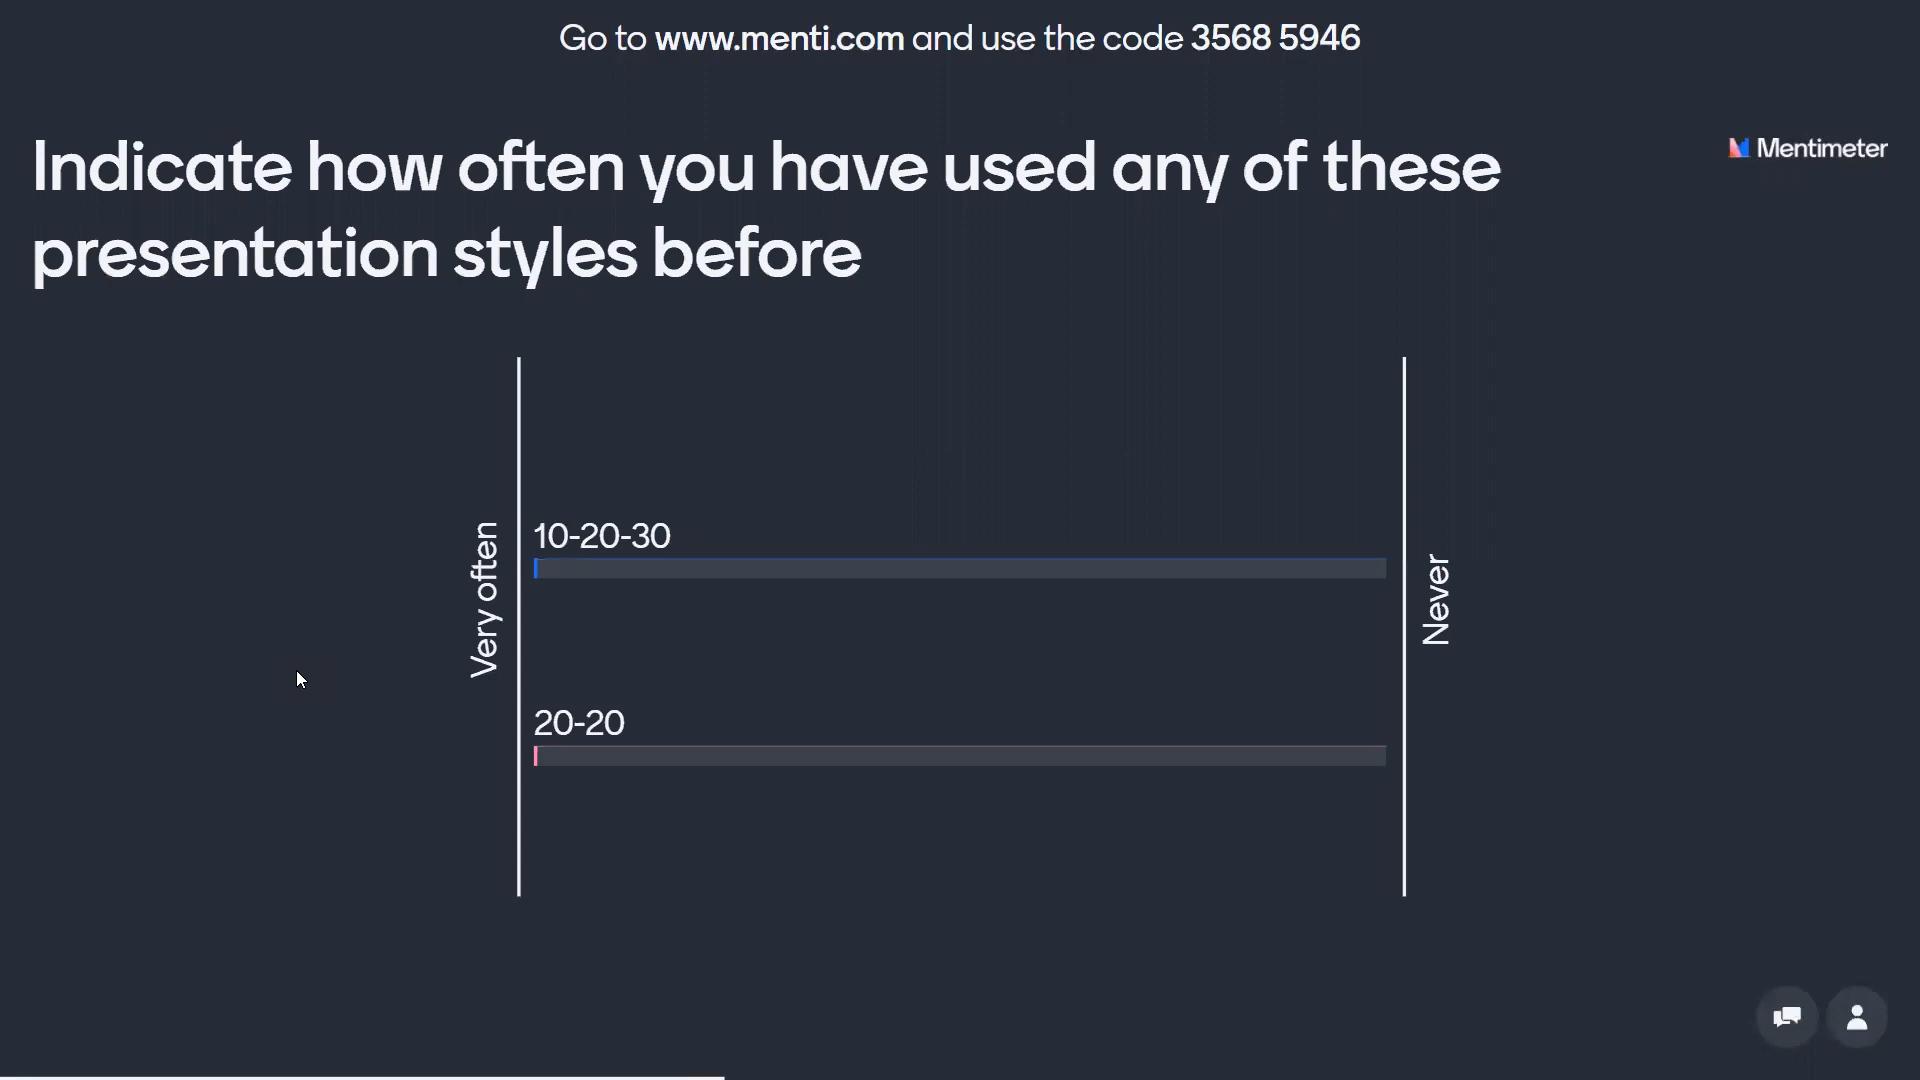 Go to www.menti.com and use the code 3568 5946
Indicate how often you have used any of these
presentation styles before
Mentimeter
Very often
10-20-30
20-20
Never